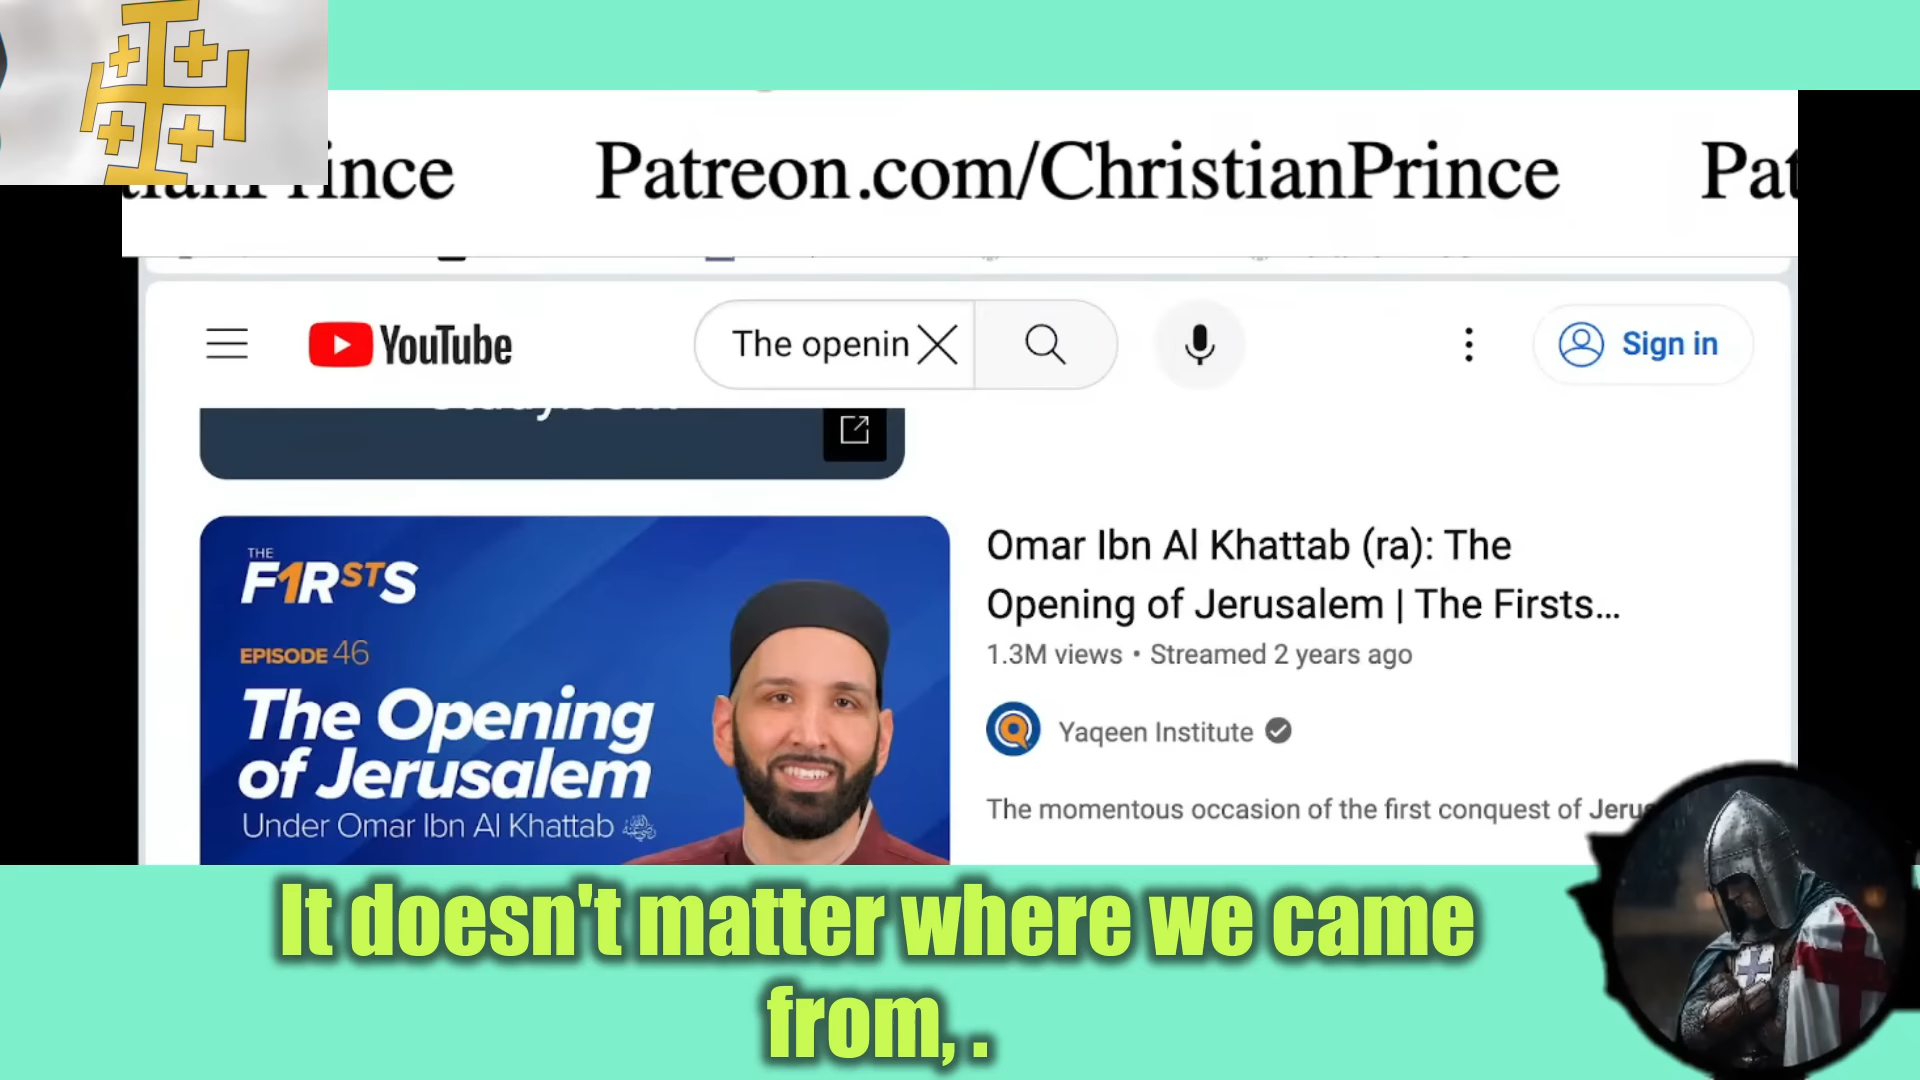 ince Patreon.com/ChristianPrince Pat
YouTube
The openin
Sign in
THE
F1RSTS
EPISODE 46
The Opening
of Jerusalem
Under Omar Ibn Al Khattab
Omar Ibn Al Khattab (ra): The
Opening of Jerusalem | The Firsts...
1.3M views • Streamed 2 years ago
Yaqeen Institute
The momentous occasion of the first conquest of Jerus
It doesn't matter where we came
from, .